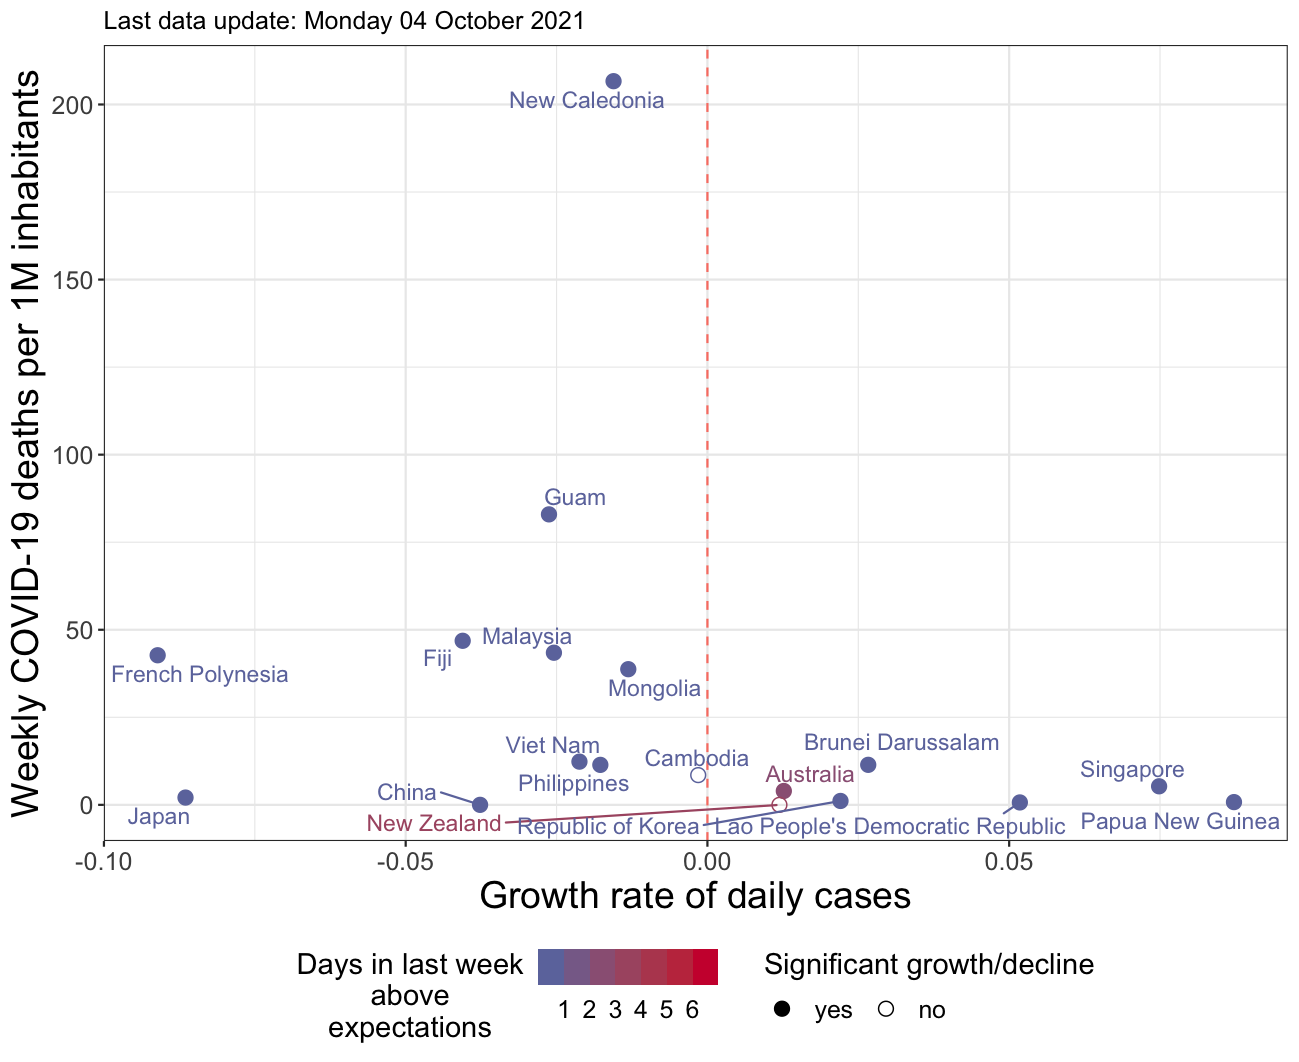 Last data update: Monday 04 October 2021
Weekly COVID-19 deaths per 1M inhabitants
200
150
100
50
0
New Caledonia
Guam
Malaysia
Fiji
French Polynesia
Mongolia
Viet Nam
Brunei Darussalam
Cambodia
Singapore
Australia
Philippines
China
Japan
New Zealand
Republic of Korea
Lao People's Democratic Republic
Papua New Guinea
-0.10 -0.05 0.00 0.05
Growth rate of daily cases
Days in last week
above
expectations
1 2 3 4 5 6
Significant growth/decline
yes no